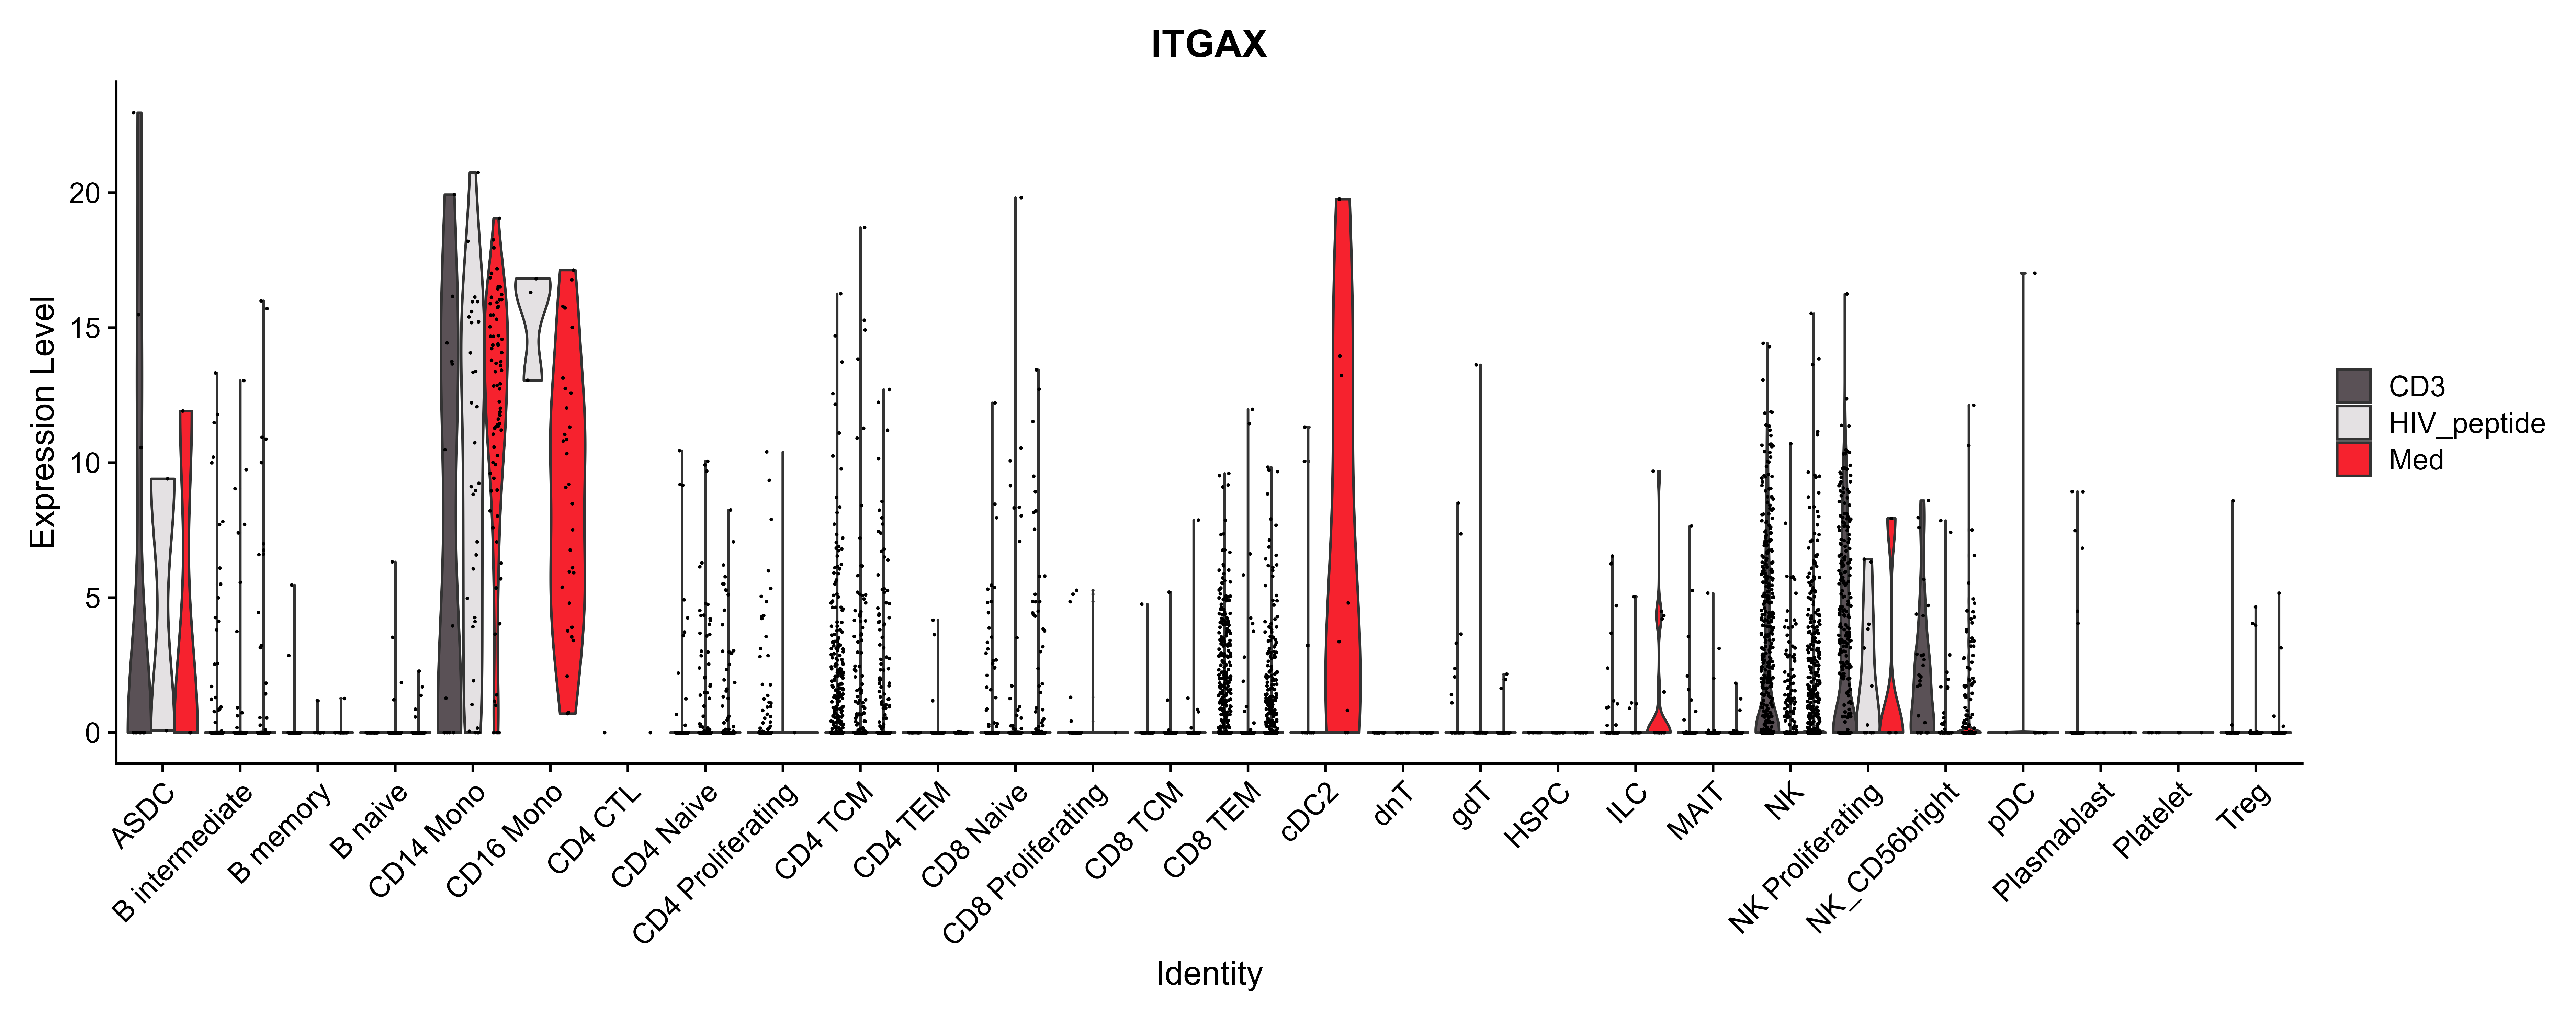 ITGAX
Expression Level
20
15
10
5
0
ASDC
B intermediate
B memory
B naive
CD14 Mono
CD16 Mono
CD4 CTL
CD4 Naive
CD4 Proliferating
CD4 TCM
CD4 TEM
CD8 Naive
CD8 Proliferating
CD8 TCM
CD8 TEM
cDC2
dnT
gdT
HSPC
ILC
MAIT
NK
NK Proliferating
NK_CD56bright
pDC
Plasmablast
Platelet
Treg
Identity
CD3
HIV_peptide
Med